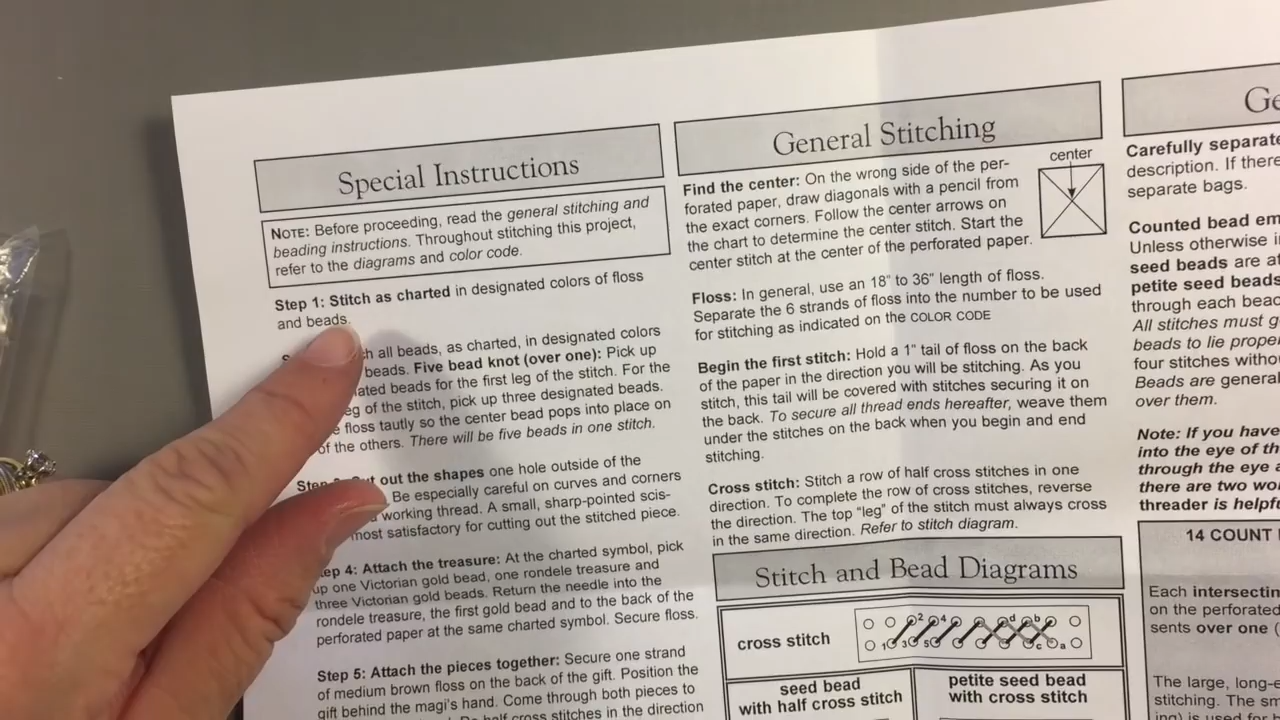 Special Instructions
NOTE: Before proceeding, read the general stitching and
beading instructions. Throughout stitching this project,
refer to the diagrams and color code.
Step 1: Stitch as charted in designated colors of floss
and beads.
all beads, as charted, in designated colors
beads. Five bead knot (over one): Pick up
beads for the first leg of the stitch. For the
of the stitch, pick up three designated beads.
floss tautly so the center bead pops into place on
of the others. There will be five beads in one stitch.
out the shapes one hole outside of the
Be especially careful on curves and corners
working thread. A small, sharp-pointed scis-
most satisfactory for cutting out the stitched piece.
4: Attach the treasure: At the charted symbol, pick
up one Victorian gold bead, one rondele treasure and
three Victorian gold beads. Return the needle into the
rondele treasure, the first gold bead and to the back of the
perforated paper at the same charted symbol. Secure floss.
Step 5: Attach the pieces together: Secure one strand
of medium brown floss on the back of the gift. Position the
gift behind the magi's hand. Come through both pieces to
half cross stitches in the direction
General Stitching
Find the center: On the wrong side of the per-
forated paper, draw diagonals with a pencil from
the exact corners. Follow the center arrows on
the chart to determine the center stitch. Start the
center stitch at the center of the perforated paper.
center
Floss: In general, use an 18" to 36" length of floss.
Separate the 6 strands of floss into the number to be used
for stitching as indicated on the COLOR CODE
Begin the first stitch: Hold a 1" tail of floss on the back
of the paper in the direction you will be stitching. As you
stitch, this tail will be covered with stitches securing it on
the back. To secure all thread ends hereafter, weave them
under the stitches on the back when you begin and end
stitching.
Cross stitch: Stitch a row of half cross stitches in one
direction. To complete the row of cross stitches, reverse
the direction. The top "leg" of the stitch must always cross
in the same direction. Refer to stitch diagram.
Stitch and Bead Diagrams
cross stitch
2 4 d b
1 3 5 c a
seed bead
with half cross stitch
petite seed bead
with cross stitch
Carefully separate
description. If there
separate bags.
Counted bead
Unless otherwise
seed beads are
petite seed beads
through each
All stitches must
beads to lie
four stitches
Beads are
over them.
Note: If you have
into the eye of
through the eye
there are two
threader is
14 COUNT
Each
on the perforated
sents over one
The large,
stitching. The
is used